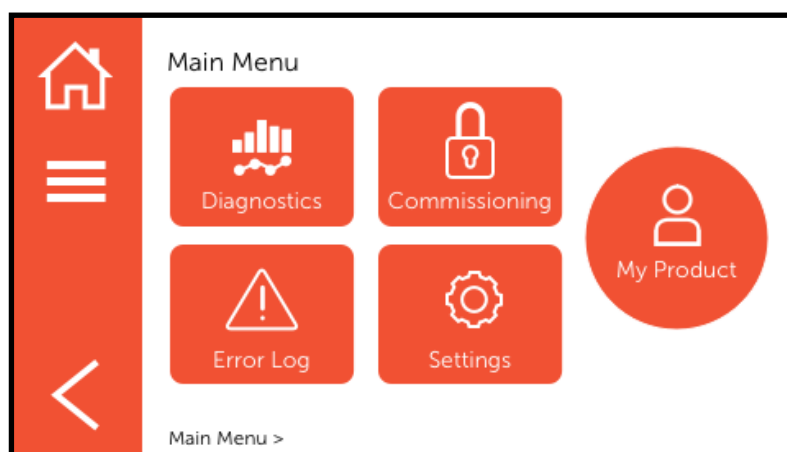 Main Menu
Diagnostics
Commissioning
My Product
Error Log
Settings
Main Menu >